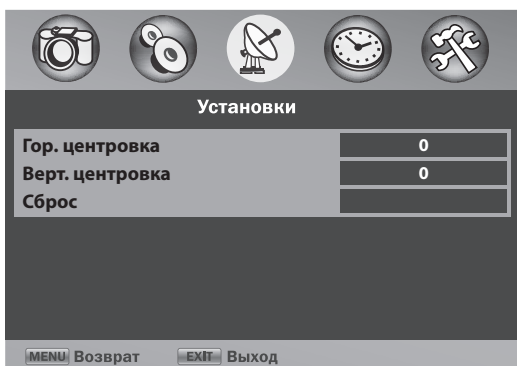 Установки
Гор. центровка 0
Верт. центровка 0
Сброс
MENU Возврат EXIT Выход